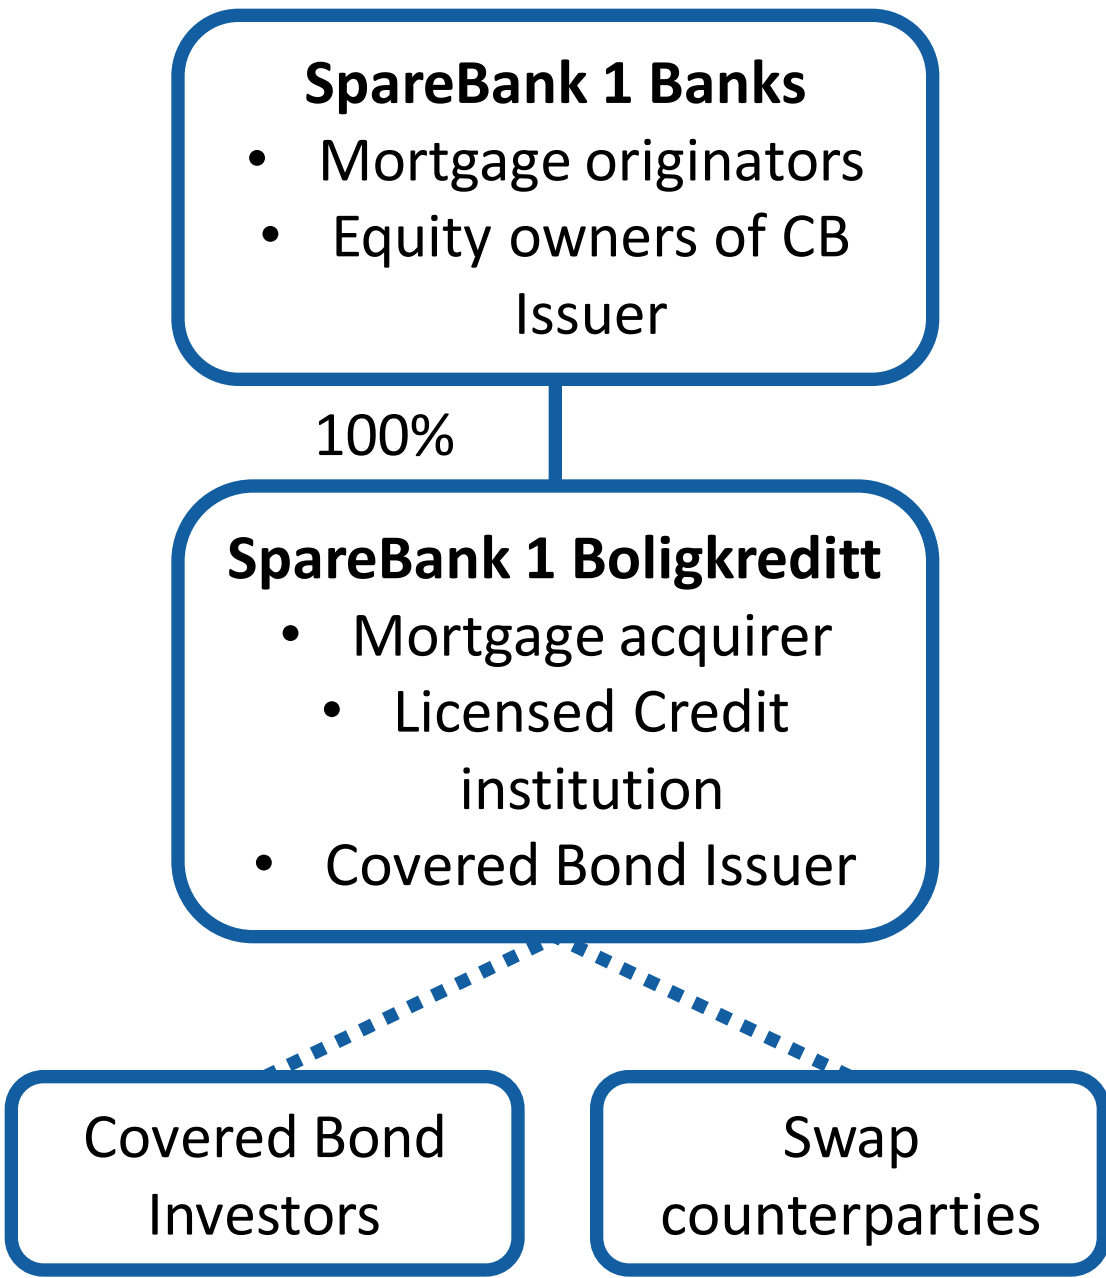 SpareBank 1 Banks
• Mortgage originators
• Equity owners of CB
Issuer
100%
SpareBank 1 Boligkreditt
• Mortgage acquirer
• Licensed Credit
institution
• Covered Bond Issuer
Covered Bond
Investors
Swap
counterparties